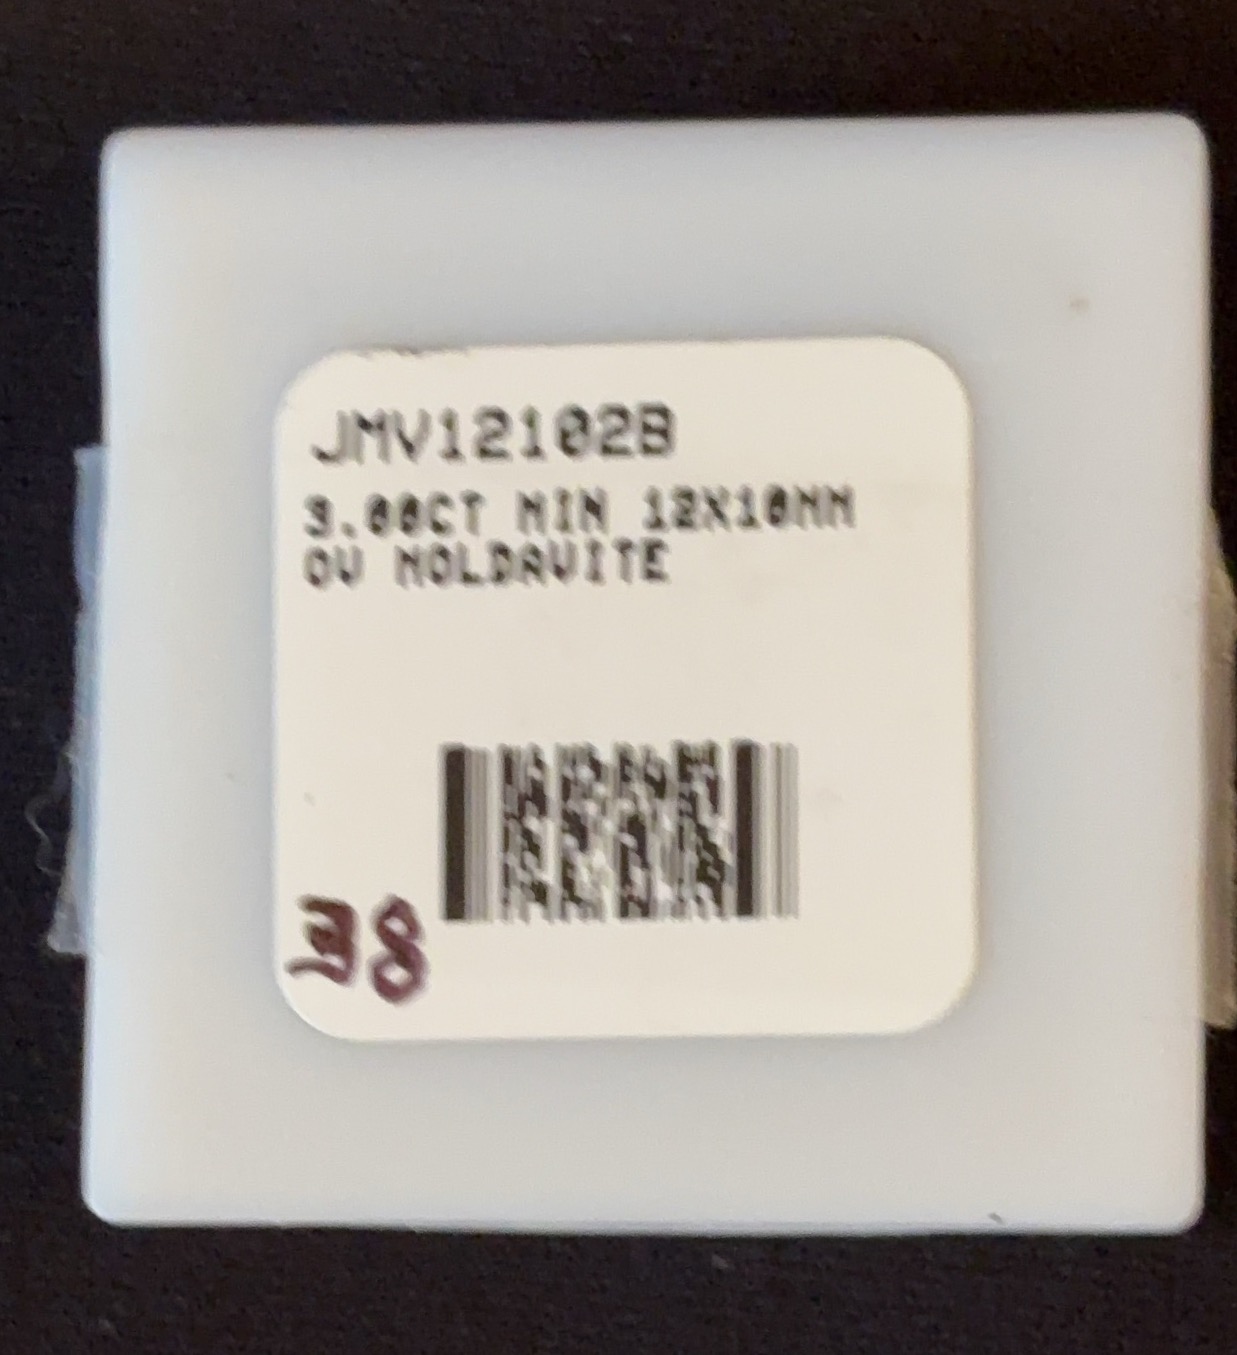 JMV12102B
3.00CT MIN 12X10MM
OV MOLDAVITE
38